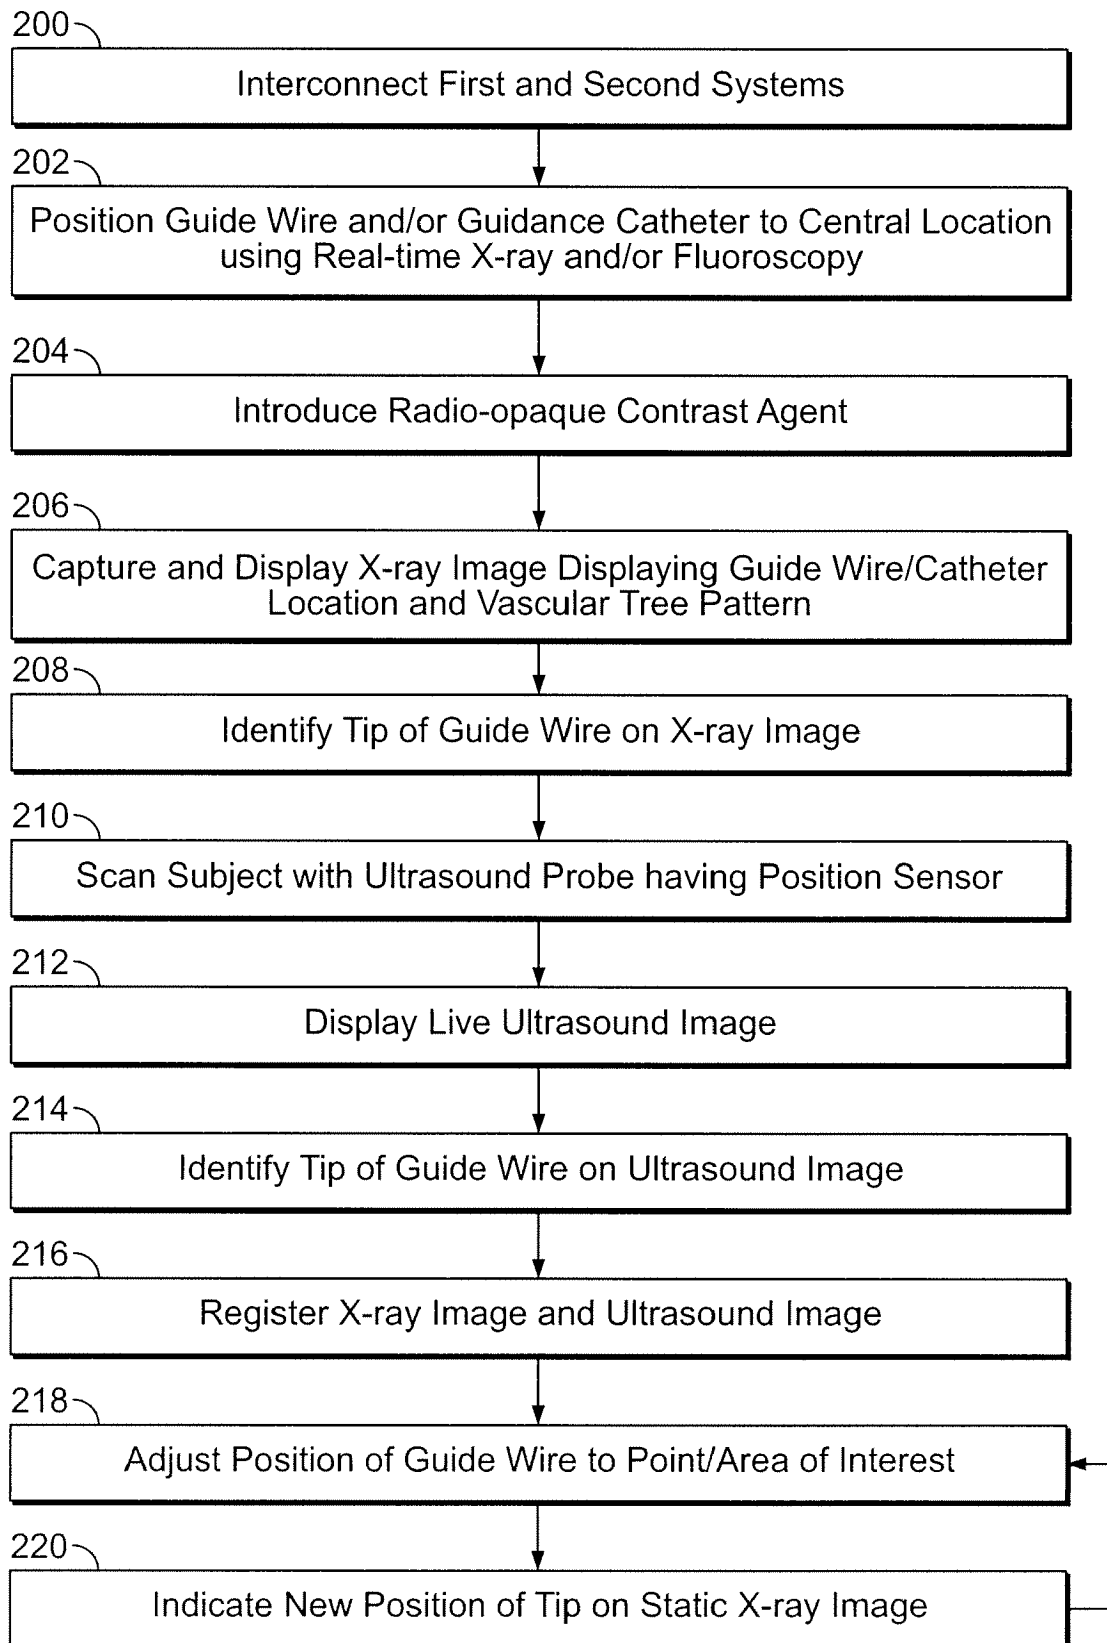 200
Interconnect First and Second Systems
202
Position Guide Wire and/or Guidance Catheter to Central Location
using Real-time X-ray and/or Fluoroscopy
204
Introduce Radio-opaque Contrast Agent
206
Capture and Display X-ray Image Displaying Guide Wire/Catheter
Location and Vascular Tree Pattern
208
Identify Tip of Guide Wire on X-ray Image
210
Scan Subject with Ultrasound Probe having Position Sensor
212
Display Live Ultrasound Image
214
Identify Tip of Guide Wire on Ultrasound Image
216
Register X-ray Image and Ultrasound Image
218
Adjust Position of Guide Wire to Point/Area of Interest
220
Indicate New Position of Tip on Static X-ray Image